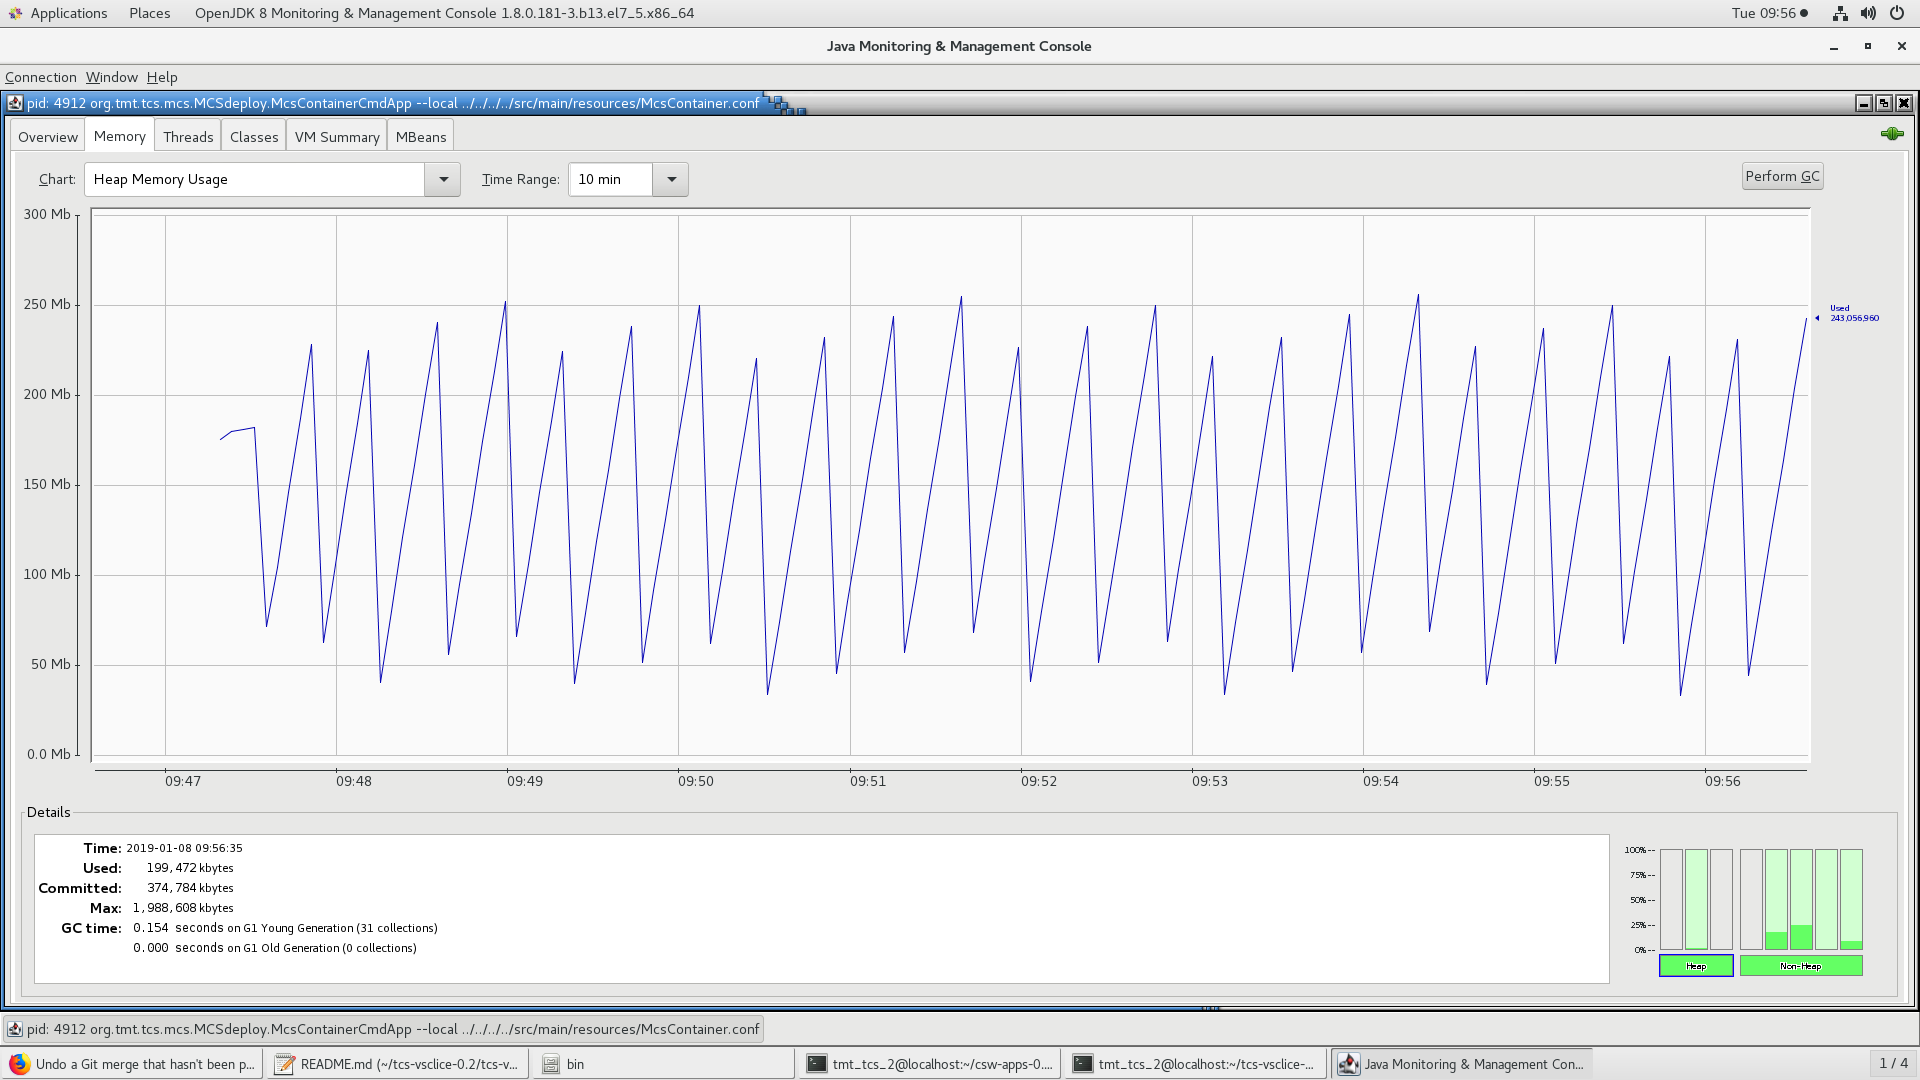 Applications Places OpenJDK 8 Monitoring & Management Console 1.8.0.181-3.b13.el7_5.x86_64 Tue 09:56
Java Monitoring & Management Console
Connection Window Help
pid: 4912 org.tmt.tcs.mcs.MCSdeploy.McsContainerCmdApp --local ../../../../src/main/resources/McsContainer.conf
Overview Memory Threads Classes VM Summary MBeans
Chart: Heap Memory Usage Time Range: 10 min Perform GC
300 Mb
250 Mb
200 Mb
150 Mb
100 Mb
50 Mb
0.0 Mb
Used
243,056,960
09:47 09:48 09:49 09:50 09:51 09:52 09:53 09:54 09:55 09:56
Details
Time: 2019-01-08 09:56:35
Used: 199,472 kbytes
Committed: 374,784 kbytes
Max: 1,988,608 kbytes
GC time: 0.154 seconds on G1 Young Generation (31 collections)
0.000 seconds on G1 Old Generation (0 collections)
100%--
75%--
50%--
25%--
0%--
Heap Non-Heap
pid: 4912 org.tmt.tcs.mcs.MCSdeploy.McsContainerCmdApp --local ../../../../src/main/resources/McsContainer.conf
Undo a Git merge that hasn't been p... README.md (~/tcs-vslice-0.2/tcs-v... bin tmt_tcs_2@localhost:~/csw-apps-0.... tmt_tcs_2@localhost:~/tcs-vslice-... Java Monitoring & Management Con... 1 / 4